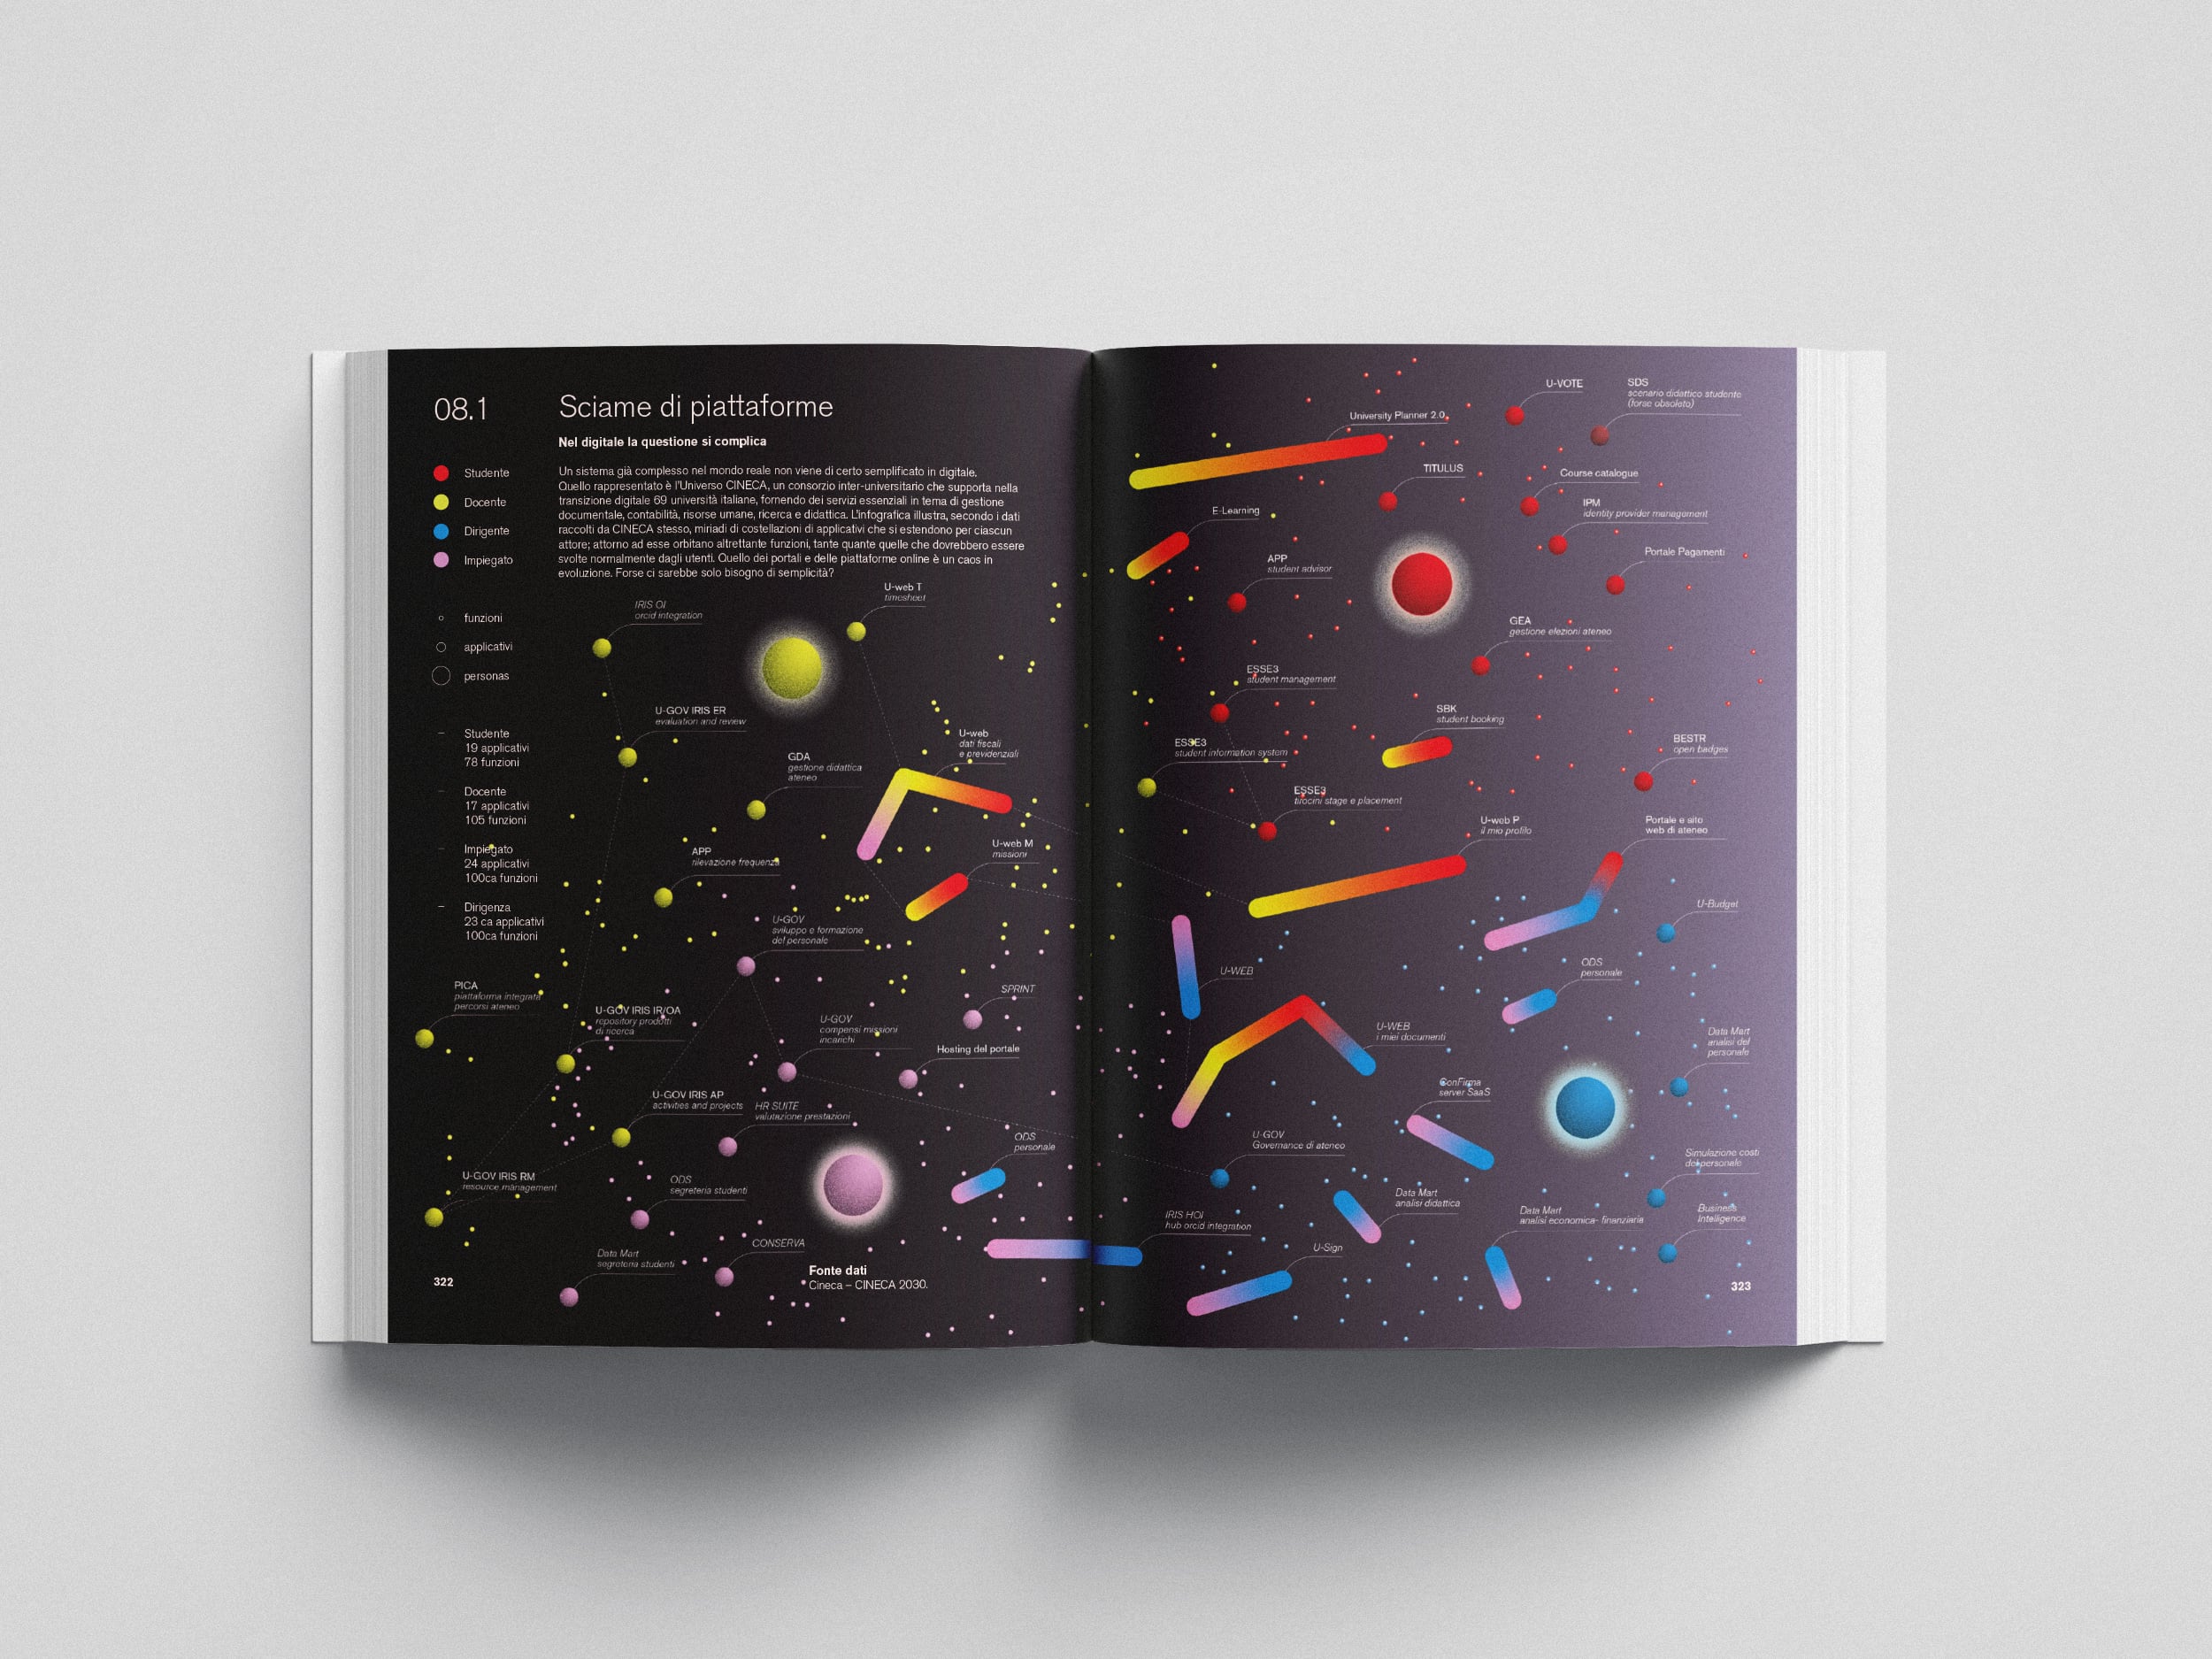 08.1
Sciame di piattaforme
Nel digitale la questione si complica
Un sistema già complesso nel mondo reale non viene di certo semplificato in digitale.
Quello rappresentato è l'Universo CINECA, un consorzio inter-universitario che supporta nella
transizione digitale 69 università italiane, fornendo dei servizi essenziali in tema di gestione
documentale, contabilità, risorse umane, ricerca e didattica. L'infografica illustra, secondo i dati
raccolti da CINECA stesso, miriadi di costellazioni di applicativi che si estendono per ciascun
attore; attorno ad esse orbitano altrettante funzioni, tante quante quelle che dovrebbero essere
svolte normalmente dagli utenti. Quello dei portali e delle piattaforme online è un caos in
evoluzione. Forse ci sarebbe solo bisogno di semplicità?
Studente
Docente
Dirigente
Impiegato
funzioni
applicativi
personas
– Studente
19 applicativi
78 funzioni
– Docente
17 applicativi
105 funzioni
– Impiegato
24 applicativi
100ca funzioni
– Dirigenza
23 ca applicativi
100ca funzioni
IRIS OI
orcid integration
U-web T
timesheet
U-GOV IRIS ER
evaluation and review
GDA
gestione didattica
ateneo
U-web
dati fiscali
e previdenziali
APP
rilevazione frequenza
U-web M
missioni
U-GOV
sviluppo e formazione
del personale
PICA
piattaforma integrata
percorsi ateneo
U-GOV IRIS IR/OA
repository prodotti
di ricerca
SPRINT
U-GOV
compensi missioni
incarichi
Hosting del portale
U-GOV IRIS AP
activities and projects
HR SUITE
valutazione prestazioni
ODS
personale
U-GOV IRIS RM
resource management
ODS
segreteria studenti
CONSERVA
Data Mart
segreteria studenti
Fonte dati
Cineca – CINECA 2030.
322
U-VOTE
SDS
scenario didattico studente
(forse obsoleto)
University Planner 2.0
TITULUS
Course catalogue
IPM
identity provider management
E-Learning
Portale Pagamenti
APP
student advisor
GEA
gestione elezioni ateneo
ESSE3
student management
SBK
student booking
ESSE3
student information system
BESTR
open badges
ESSE3
tirocini stage e placement
U-web P
il mio profilo
Portale e sito
web di ateneo
U-Budget
U-WEB
ODS
personale
U-WEB
i miei documenti
Data Mart
analisi del
personale
ConFirma
server SaaS
U-GOV
Governance di ateneo
Simulazione costi
del personale
Data Mart
analisi didattica
IRIS HOI
hub orcid integration
Data Mart
analisi economica- finanziaria
Business
Intelligence
U-Sign
323